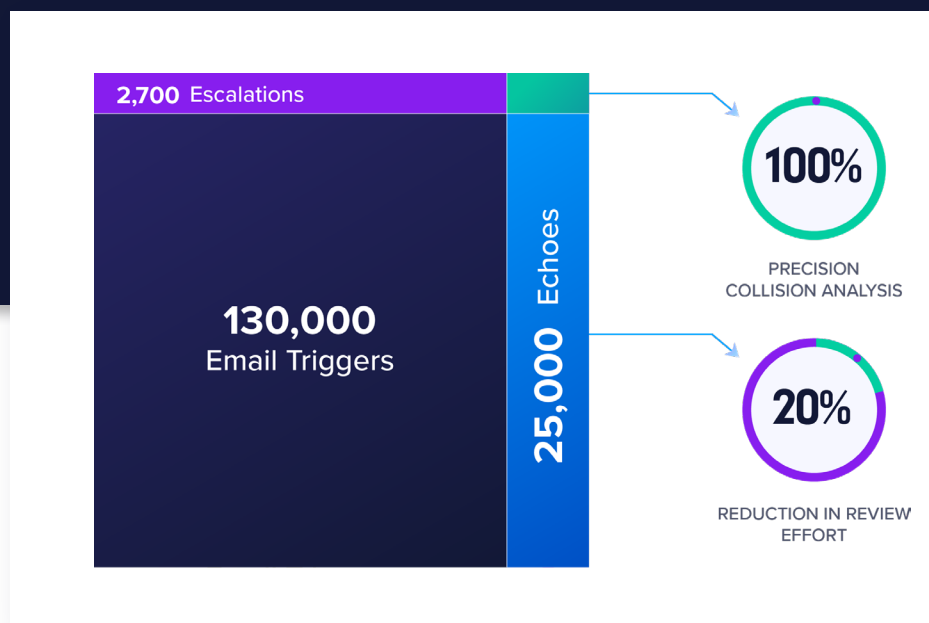 2,700 Escalations
130,000
Email Triggers
25,000 Echoes
100%
PRECISION
COLLISION ANALYSIS
20%
REDUCTION IN REVIEW
EFFORT